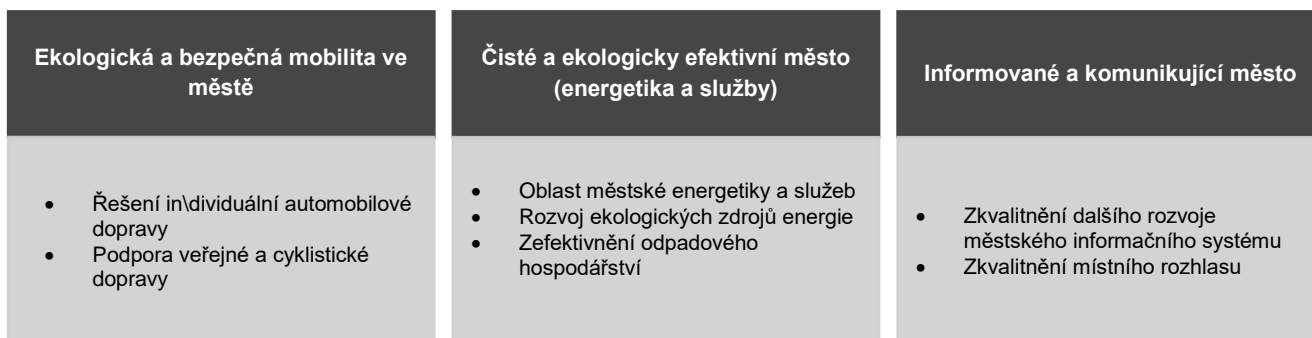 Ekologická a bezpečná mobilita ve
městě
• Řešení in\dividuální automobilové
dopravy
• Podpora veřejné a cyklistické
dopravy
Čisté a ekologicky efektivní město
(energetika a služby)
• Oblast městské energetiky a služeb
• Rozvoj ekologických zdrojů energie
• Zefektivnění odpadového
hospodářství
Informované a komunikující město
• Zkvalitnění dalšího rozvoje
městského informačního systému
• Zkvalitnění místního rozhlasu